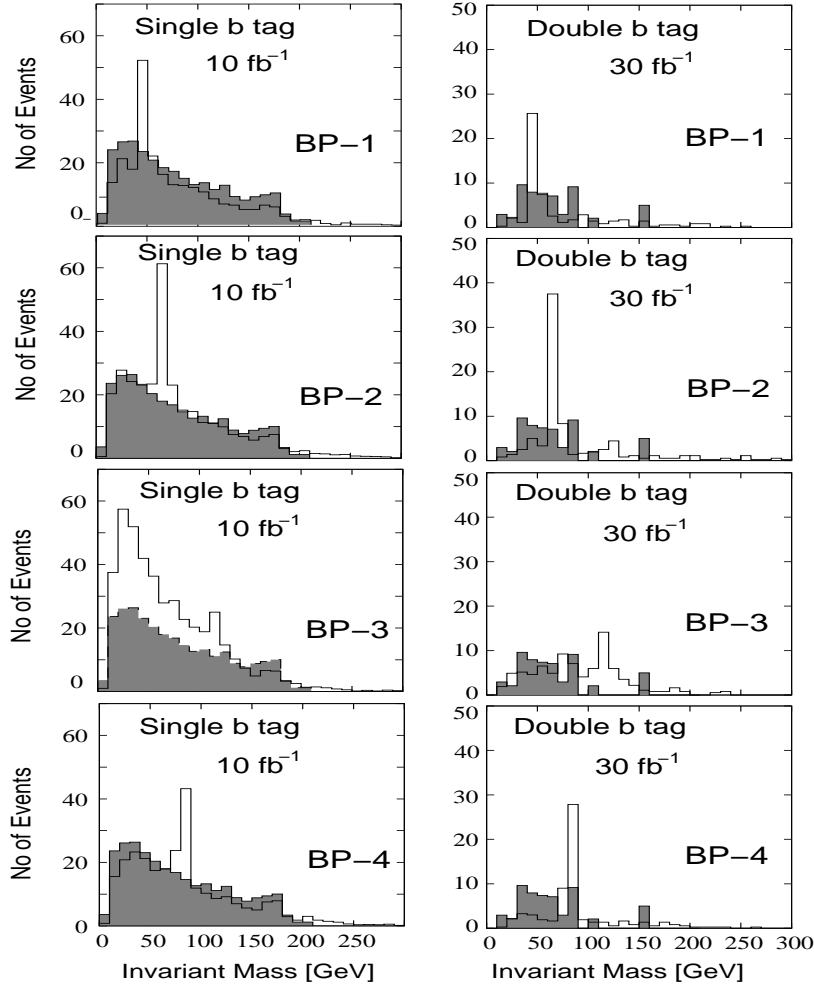 60
40
20
0
No of Events
Single b tag
10 fb⁻¹
BP−1
50
40
30
20
10
0
Double b tag
30 fb⁻¹
BP−1
60
40
20
0
No of Events
Single b tag
10 fb⁻¹
BP−2
50
40
30
20
10
0
Double b tag
30 fb⁻¹
BP−2
60
40
20
0
No of Events
Single b tag
10 fb⁻¹
BP−3
50
40
30
20
10
0
Double b tag
30 fb⁻¹
BP−3
60
40
20
0
No of Events
Single b tag
10 fb⁻¹
BP−4
0 50 100 150 200 250
Invariant Mass [GeV]
50
40
30
20
10
0
Double b tag
30 fb⁻¹
BP−4
0 50 100 150 200 250 300
Invariant Mass [GeV]